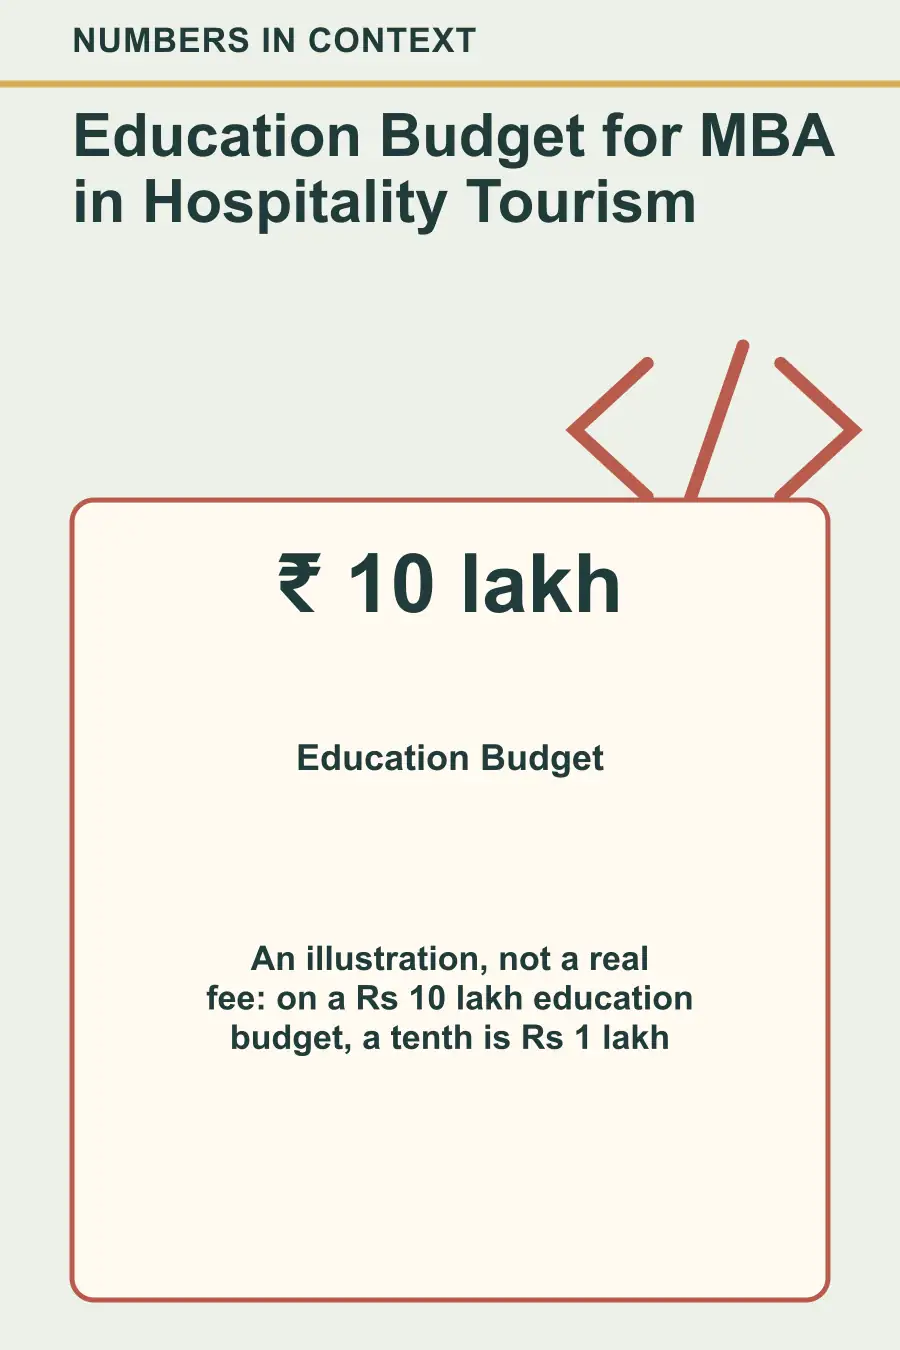 NUMBERS IN CONTEXT
Education Budget for MBA
in Hospitality Tourism
₹ 10 lakh
Education Budget
An illustration, not a real
fee: on a Rs 10 lakh education
budget, a tenth is Rs 1 lakh